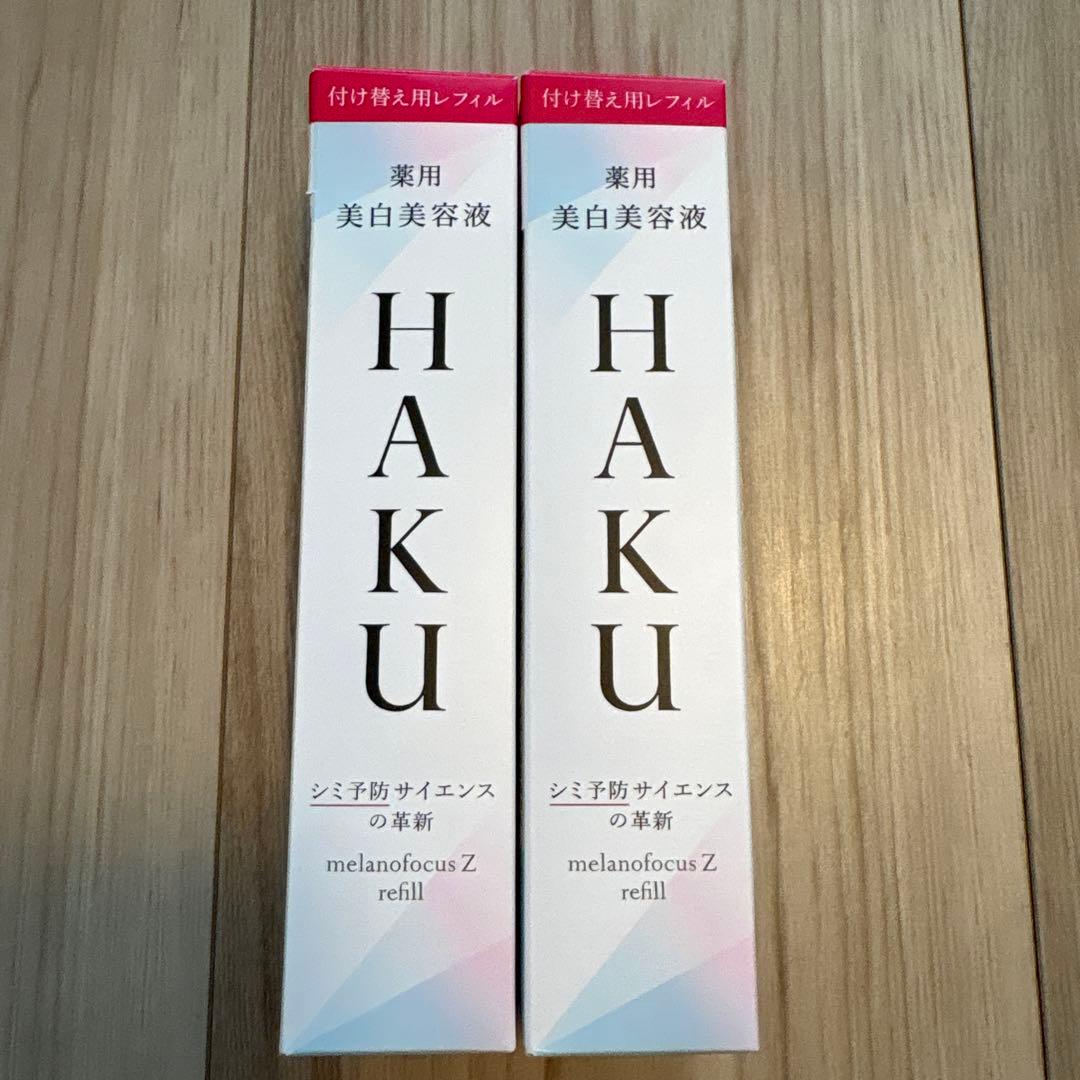 付け替え用レフィル
薬用
美白美容液
HAKU
シミ予防サイエンス
の革新
melanofocus Z
refill
付け替え用レフィル
薬用
美白美容液
HAKU
シミ予防サイエンス
の革新
melanofocus Z
refill